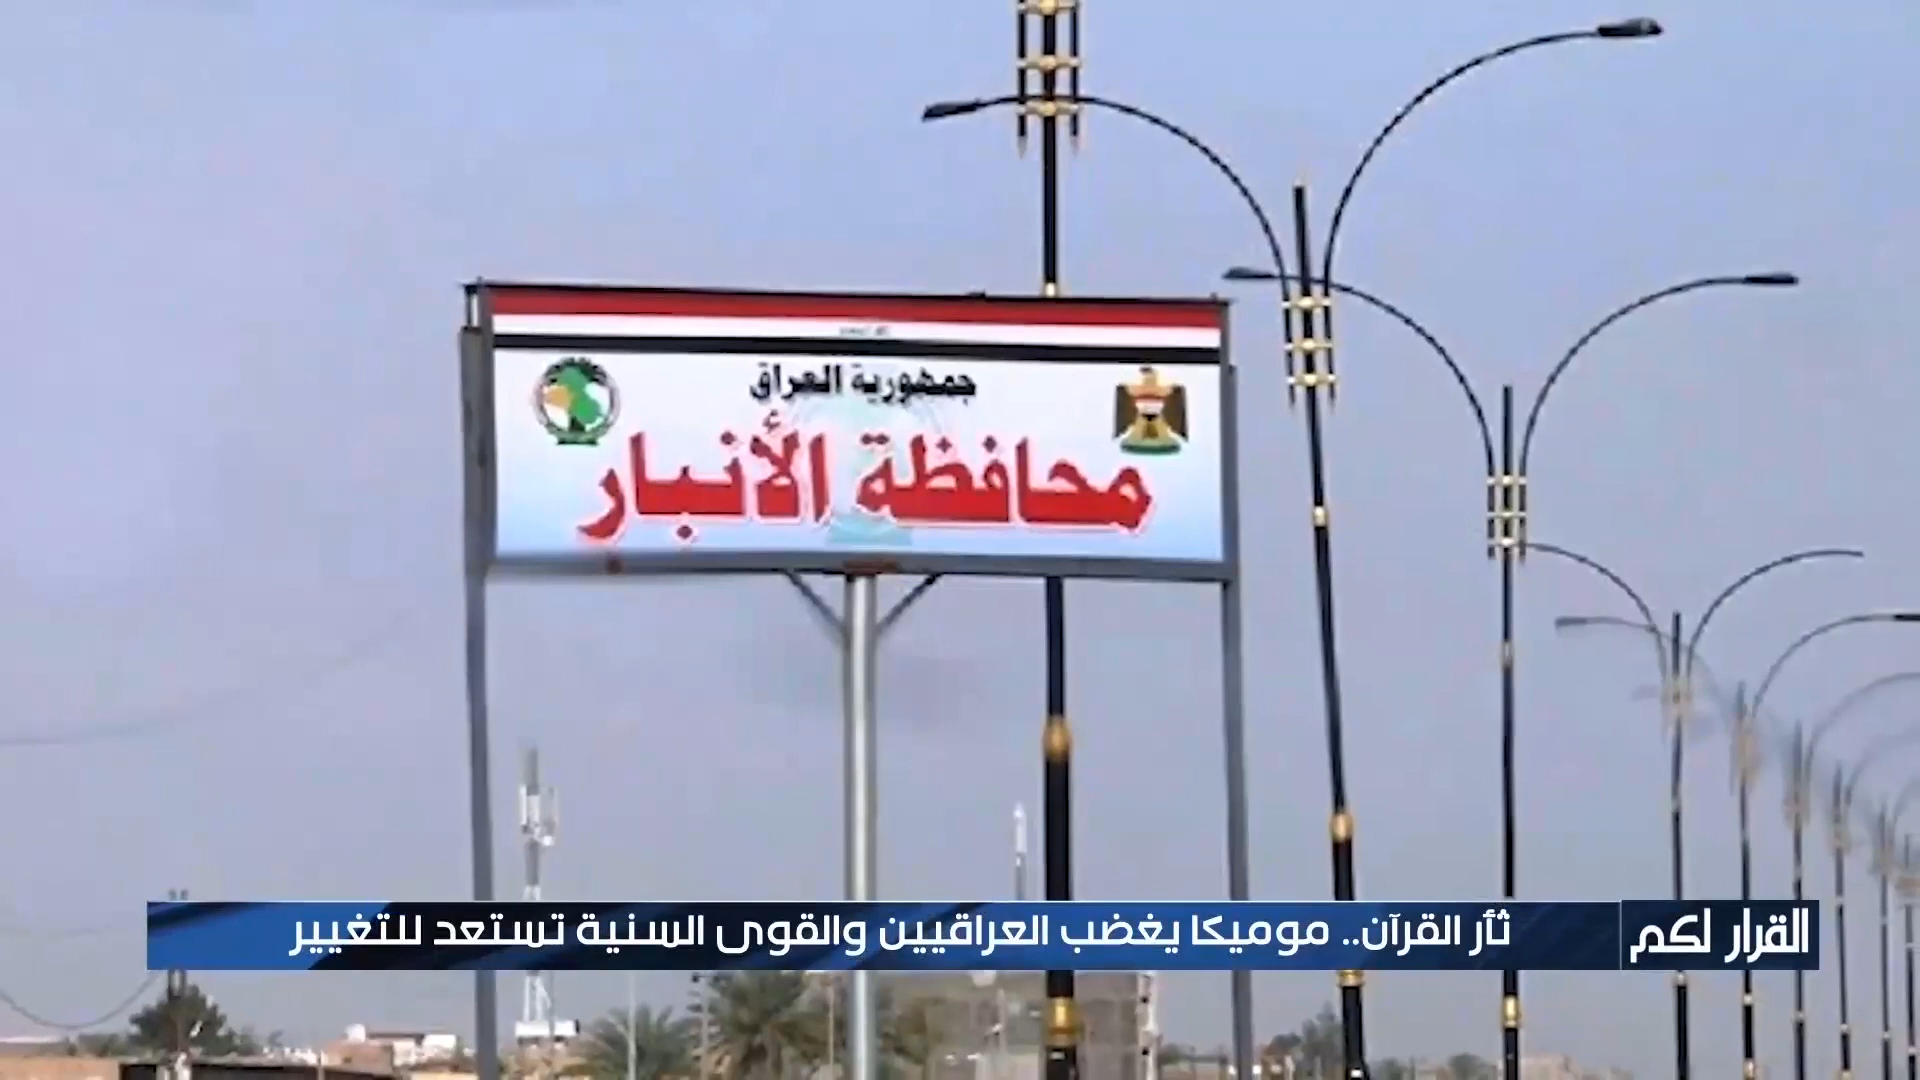 جمهورية العراق
محافظة الأنبار
القرار لكم
ثأر القرآن.. موميكا يغضب العراقيين والقوى السنية تستعد للتغيير